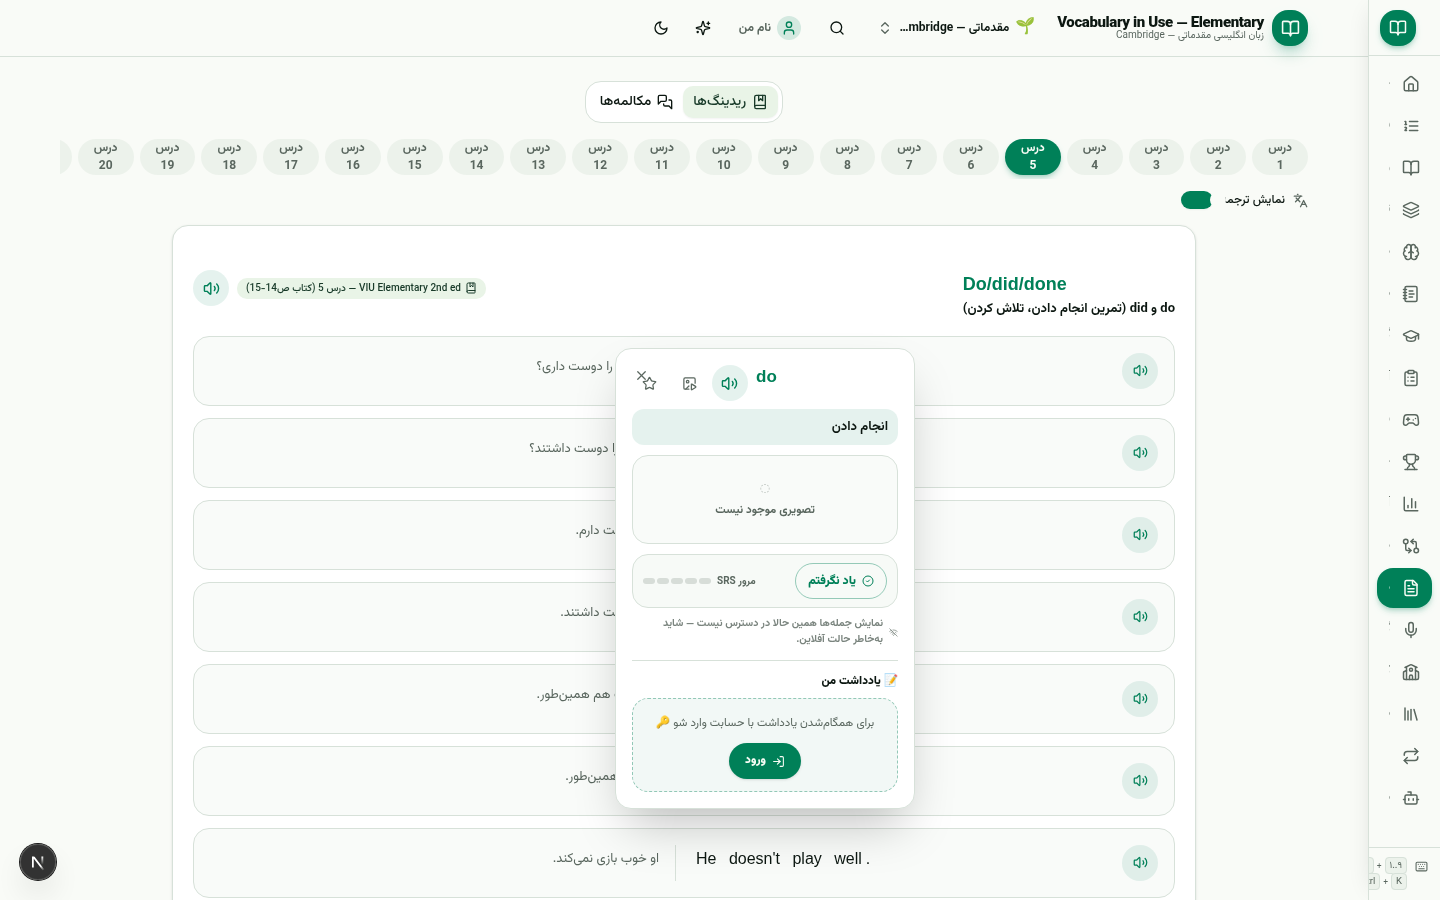 Vocabulary in Use — Elementary
زبان انگلیسی مقدماتی — Cambridge
🌱 مقدماتی — mbridge...
نام من
ریدینگ‌ها
مکالمه‌ها
درس 1
درس 2
درس 3
درس 4
درس 5
درس 6
درس 7
درس 8
درس 9
درس 10
درس 11
درس 12
درس 13
درس 14
درس 15
درس 16
درس 17
درس 18
درس 19
درس 20
نمایش ترجمه
Do/did/done
do و did (تمرین انجام دادن، تلاش کردن)
VIU Elementary 2nd ed — درس 5 (کتاب ص14-15)
را دوست داری؟
را دوست داشتند؟
ت دارم.
ت داشتند.
هم همین‌طور.
همین‌طور.
He doesn't play well .
او خوب بازی نمی‌کند.
do
انجام دادن
تصویری موجود نیست
یاد نگرفتم
مرور SRS
نمایش جمله‌ها همین حالا در دسترس نیست — شاید
به‌خاطر حالت آفلاین.
📝 یادداشت من
برای همگام‌شدن یادداشت با حسابت وارد شو 🔑
ورود
N
+ ۱..۹
trl + K